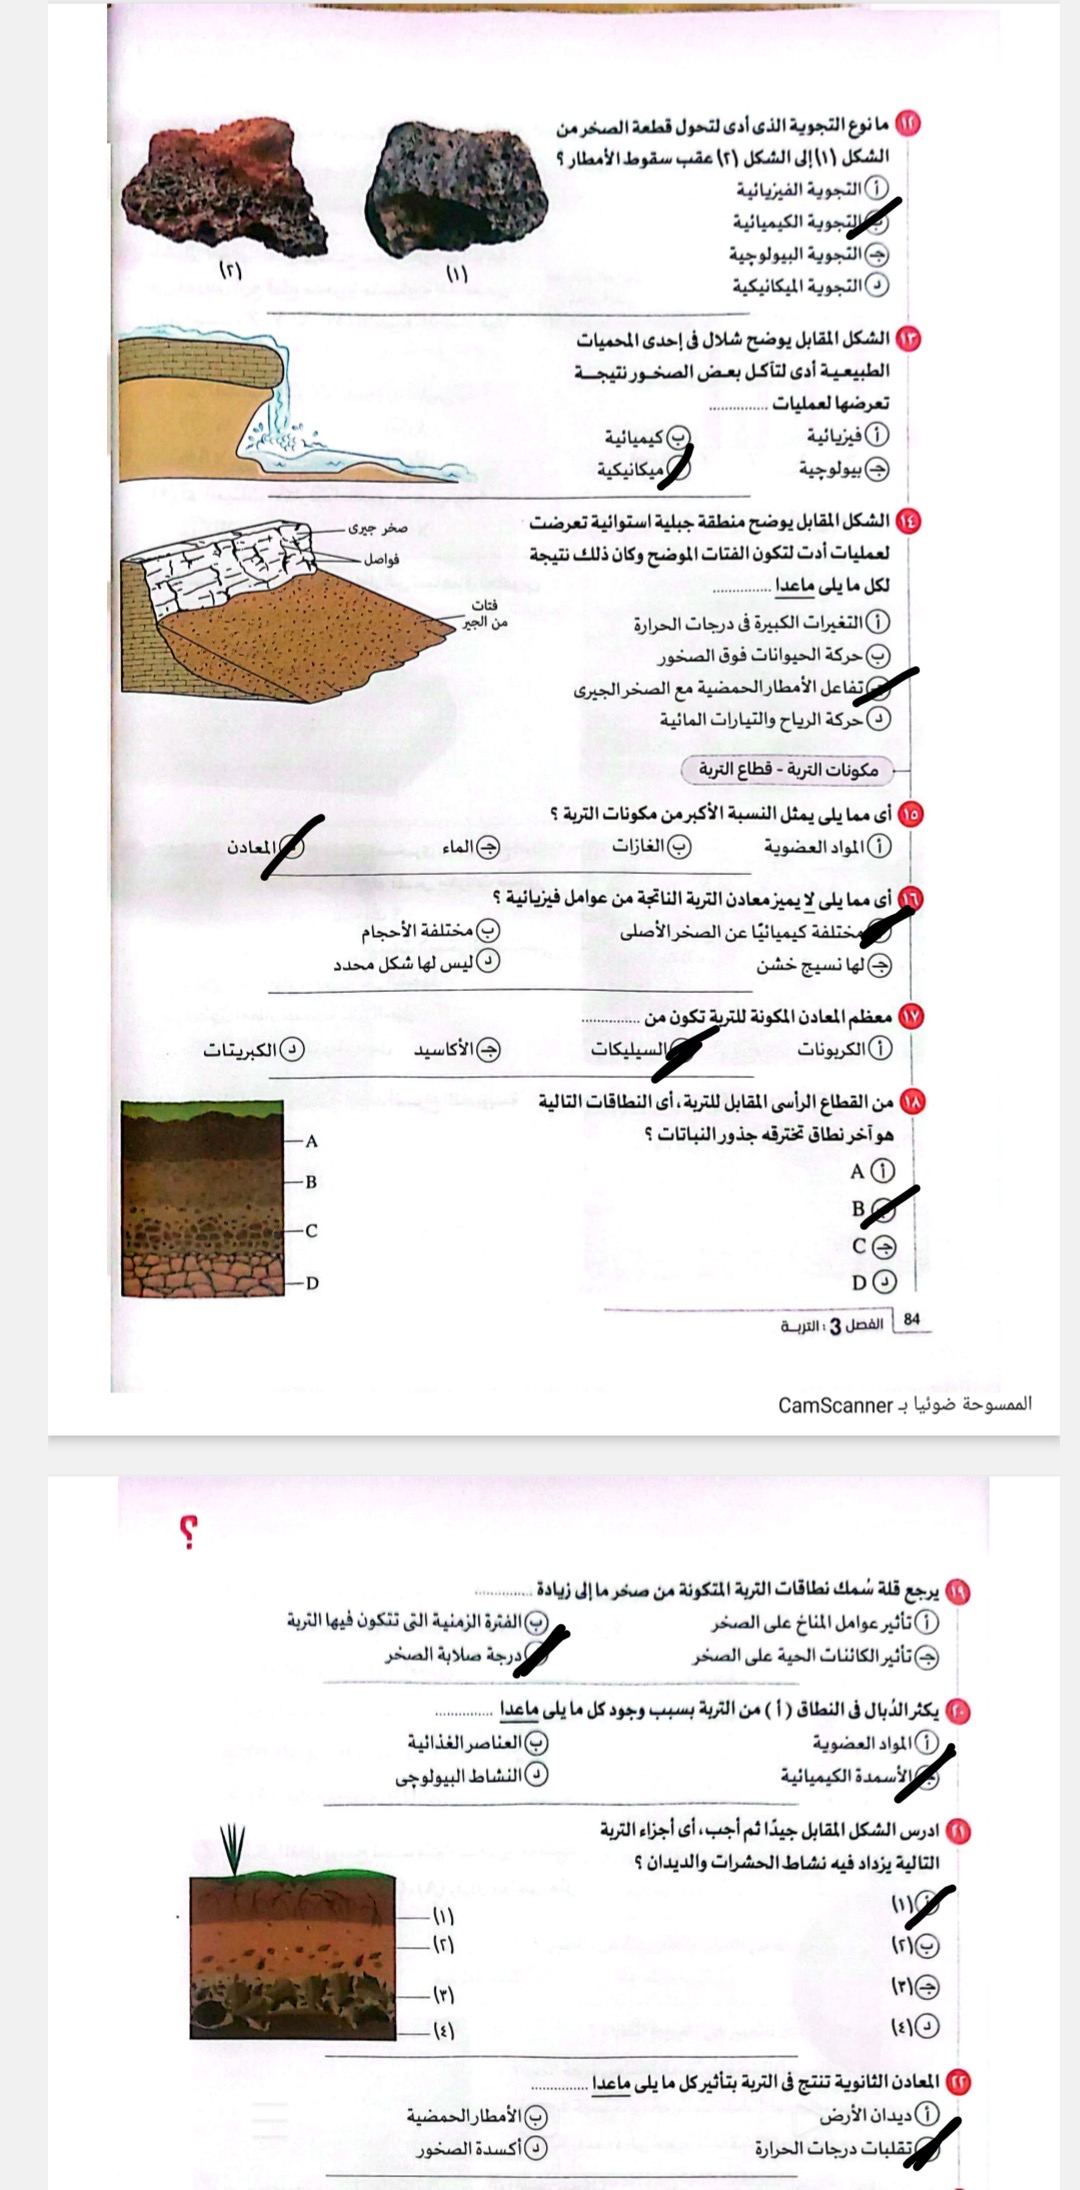 ١٢ ما نوع التجوية الذى أدى لتحول قطعة الصخر من
الشكل (١) إلى الشكل (٢) عقب سقوط الأمطار ؟
أ التجوية الفيزيائية
ب التجوية الكيميائية
جـ التجوية البيولوجية
د التجوية الميكانيكية
(١)
(٢)
١٣ الشكل المقابل يوضح شلال فى إحدى المحميات
الطبيعية أدى لتآكل بعض الصخور نتيجة
تعرضها لعمليات ..............
أ فيزيائية ب كيميائية
جـ بيولوجية ميكانيكية
١٤ الشكل المقابل يوضح منطقة جبلية استوائية تعرضت
لعمليات أدت لتكون الفتات الموضح وكان ذلك نتيجة
لكل ما يلى ماعدا ..............
أ التغيرات الكبيرة فى درجات الحرارة
ب حركة الحيوانات فوق الصخور
جـ تفاعل الأمطار الحمضية مع الصخر الجيرى
د حركة الرياح والتيارات المائية
صخر جيرى
فواصل
فتات
من الجير
مكونات التربة - قطاع التربة
١٥ أى مما يلى يمثل النسبة الأكبر من مكونات التربة ؟
أ المواد العضوية ب الغازات جـ الماء د المعادن
١٦ أى مما يلى لا يميز معادن التربة الناتجة من عوامل فيزيائية ؟
مختلفة كيميائيًا عن الصخر الأصلى ب مختلفة الأحجام
جـ لها نسيج خشن د ليس لها شكل محدد
١٧ معظم المعادن المكونة للتربة تكون من ..............
أ الكربونات السيليكات جـ الأكاسيد د الكبريتات
١٨ من القطاع الرأسى المقابل للتربة، أى النطاقات التالية
هو آخر نطاق تخترقه جذور النباتات ؟
أ A
ب B
جـ C
د D
A
B
C
D
84 الفصل 3 : التربة
الممسوحة ضوئيا بـ CamScanner
؟
١٩ يرجع قلة سُمك نطاقات التربة المتكونة من صخر ما إلى زيادة ..............
أ تأثير عوامل المناخ على الصخر ب الفترة الزمنية التى تتكون فيها التربة
جـ تأثير الكائنات الحية على الصخر درجة صلابة الصخر
٢٠ يكثر الدُبال فى النطاق (أ) من التربة بسبب وجود كل ما يلى ماعدا ..............
أ المواد العضوية ب العناصر الغذائية
جـ الأسمدة الكيميائية د النشاط البيولوجى
٢١ ادرس الشكل المقابل جيدًا ثم أجب، أى أجزاء التربة
التالية يزداد فيه نشاط الحشرات والديدان ؟
أ (١)
ب (٢)
جـ (٣)
د (٤)
(١)
(٢)
(٣)
(٤)
٢٢ المعادن الثانوية تنتج فى التربة بتأثير كل ما يلى ماعدا ..............
أ ديدان الأرض ب الأمطار الحمضية
تقلبات درجات الحرارة د أكسدة الصخور